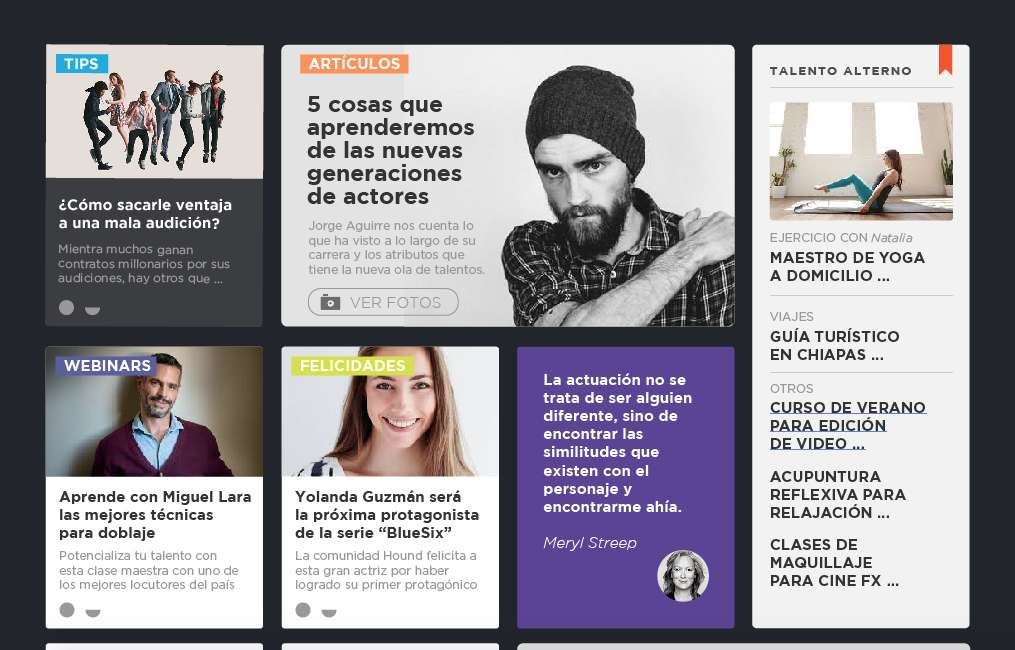 TIPS
¿Cómo sacarle ventaja
a una mala audición?
Mientra muchos ganan
contratos millonarios por sus
audiciones, hay otros que ...
ARTÍCULOS
5 cosas que
aprenderemos
de las nuevas
generaciones
de actores
Jorge Aguirre nos cuenta lo
que ha visto a lo largo de su
carrera y los atributos que
tiene la nueva ola de talentos.
VER FOTOS
TALENTO ALTERNO
EJERCICIO CON Natalia
MAESTRO DE YOGA
A DOMICILIO ...
VIAJES
GUÍA TURÍSTICO
EN CHIAPAS ...
OTROS
CURSO DE VERANO
PARA EDICIÓN
DE VIDEO ...
ACUPUNTURA
REFLEXIVA PARA
RELAJACIÓN ...
CLASES DE
MAQUILLAJE
PARA CINE FX ...
WEBINARS
Aprende con Miguel Lara
las mejores técnicas
para doblaje
Potencializa tu talento con
esta clase maestra con uno de
los mejores locutores del país
FELICIDADES
Yolanda Guzmán será
la próxima protagonista
de la serie “BlueSix”
La comunidad Hound felicita a
esta gran actriz por haber
logrado su primer protagónico
La actuación no se
trata de ser alguien
diferente, sino de
encontrar las
similitudes que
existen con el
personaje y
encontrarme ahía.
Meryl Streep